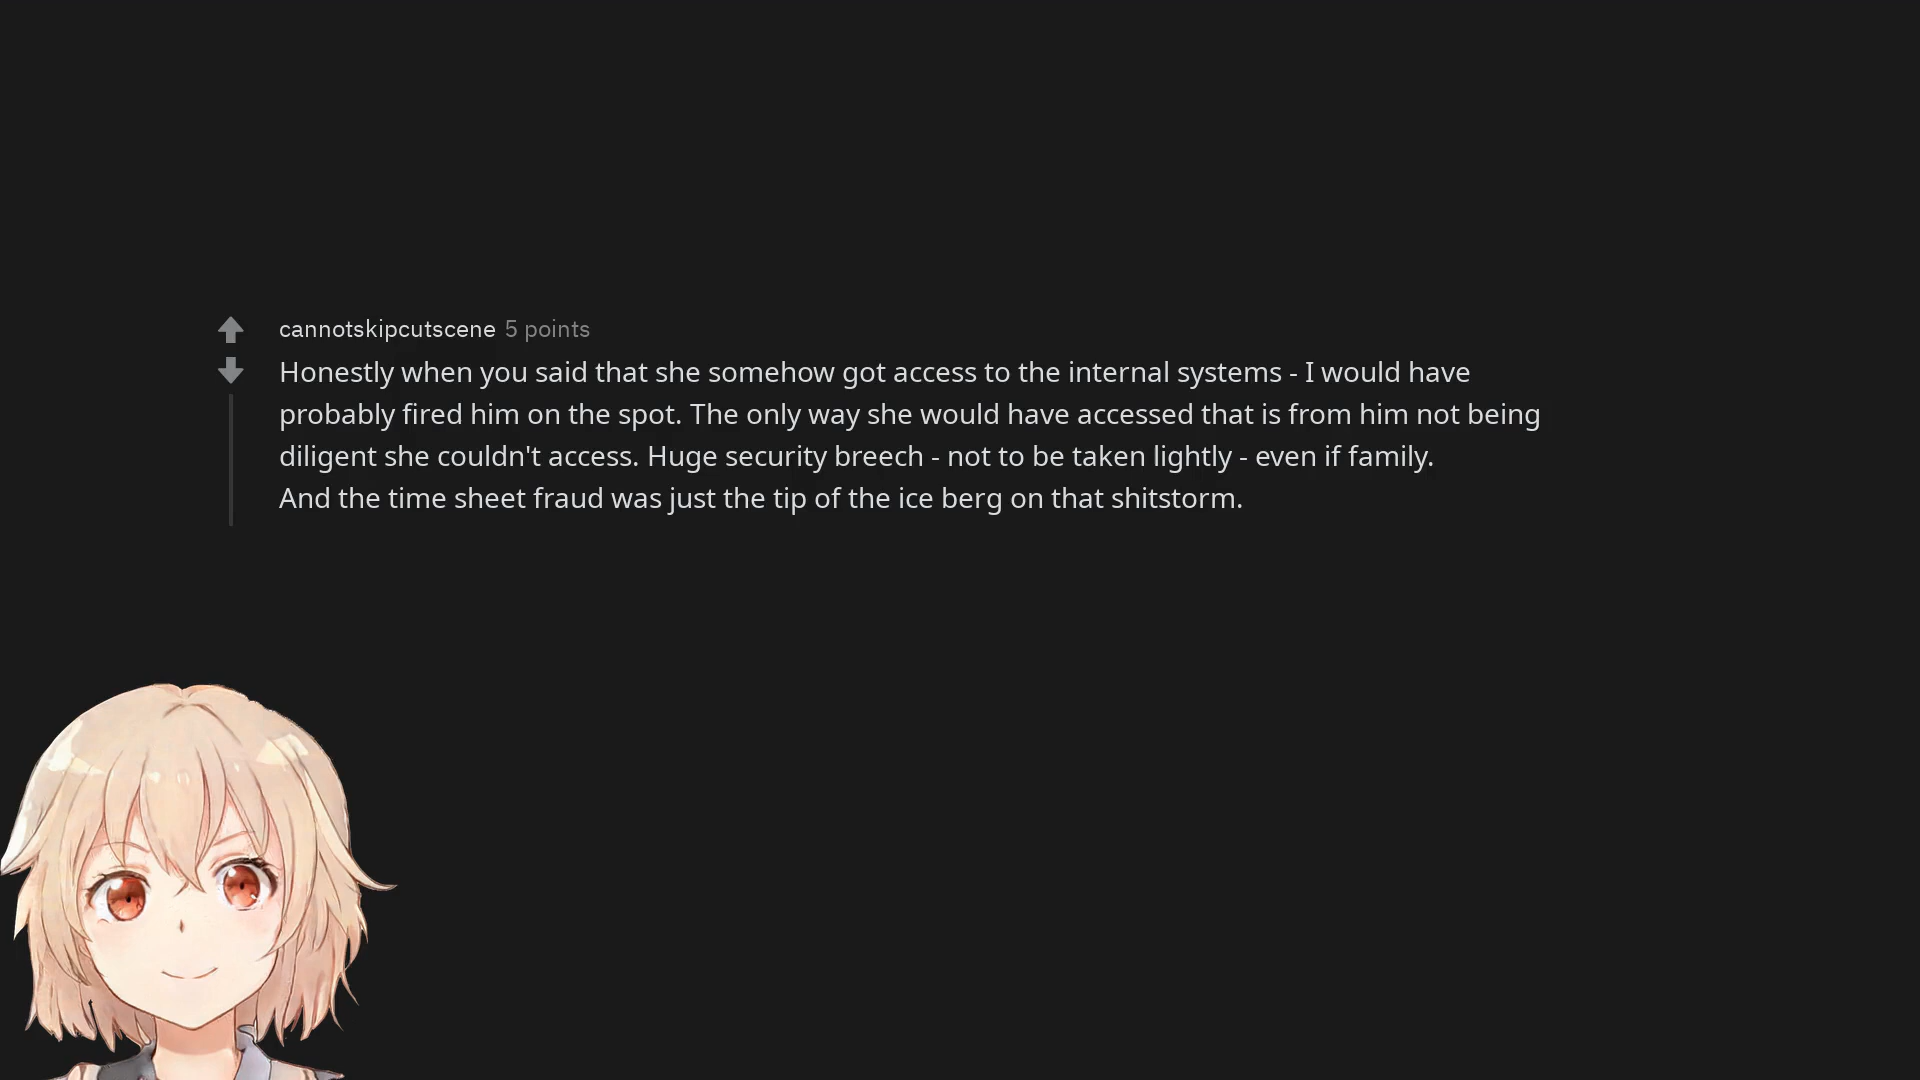 cannotskipcutscene 5 points
Honestly when you said that she somehow got access to the internal systems - I would have
probably fired him on the spot. The only way she would have accessed that is from him not being
diligent she couldn't access. Huge security breech - not to be taken lightly - even if family.
And the time sheet fraud was just the tip of the ice berg on that shitstorm.